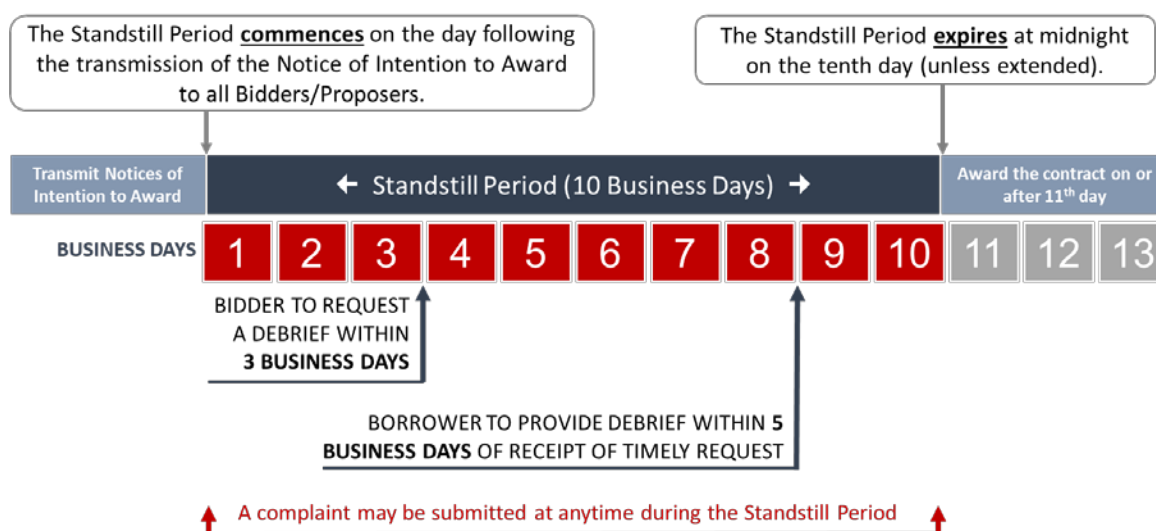 The Standstill Period commences on the day following
the transmission of the Notice of Intention to Award
to all Bidders/Proposers.
The Standstill Period expires at midnight
on the tenth day (unless extended).
Transmit Notices of
Intention to Award
← Standstill Period (10 Business Days) →
Award the contract on or
after 11th day
BUSINESS DAYS
1 2 3 4 5 6 7 8 9 10 11 12 13
BIDDER TO REQUEST
A DEBRIEF WITHIN
3 BUSINESS DAYS
BORROWER TO PROVIDE DEBRIEF WITHIN 5
BUSINESS DAYS OF RECEIPT OF TIMELY REQUEST
A complaint may be submitted at anytime during the Standstill Period